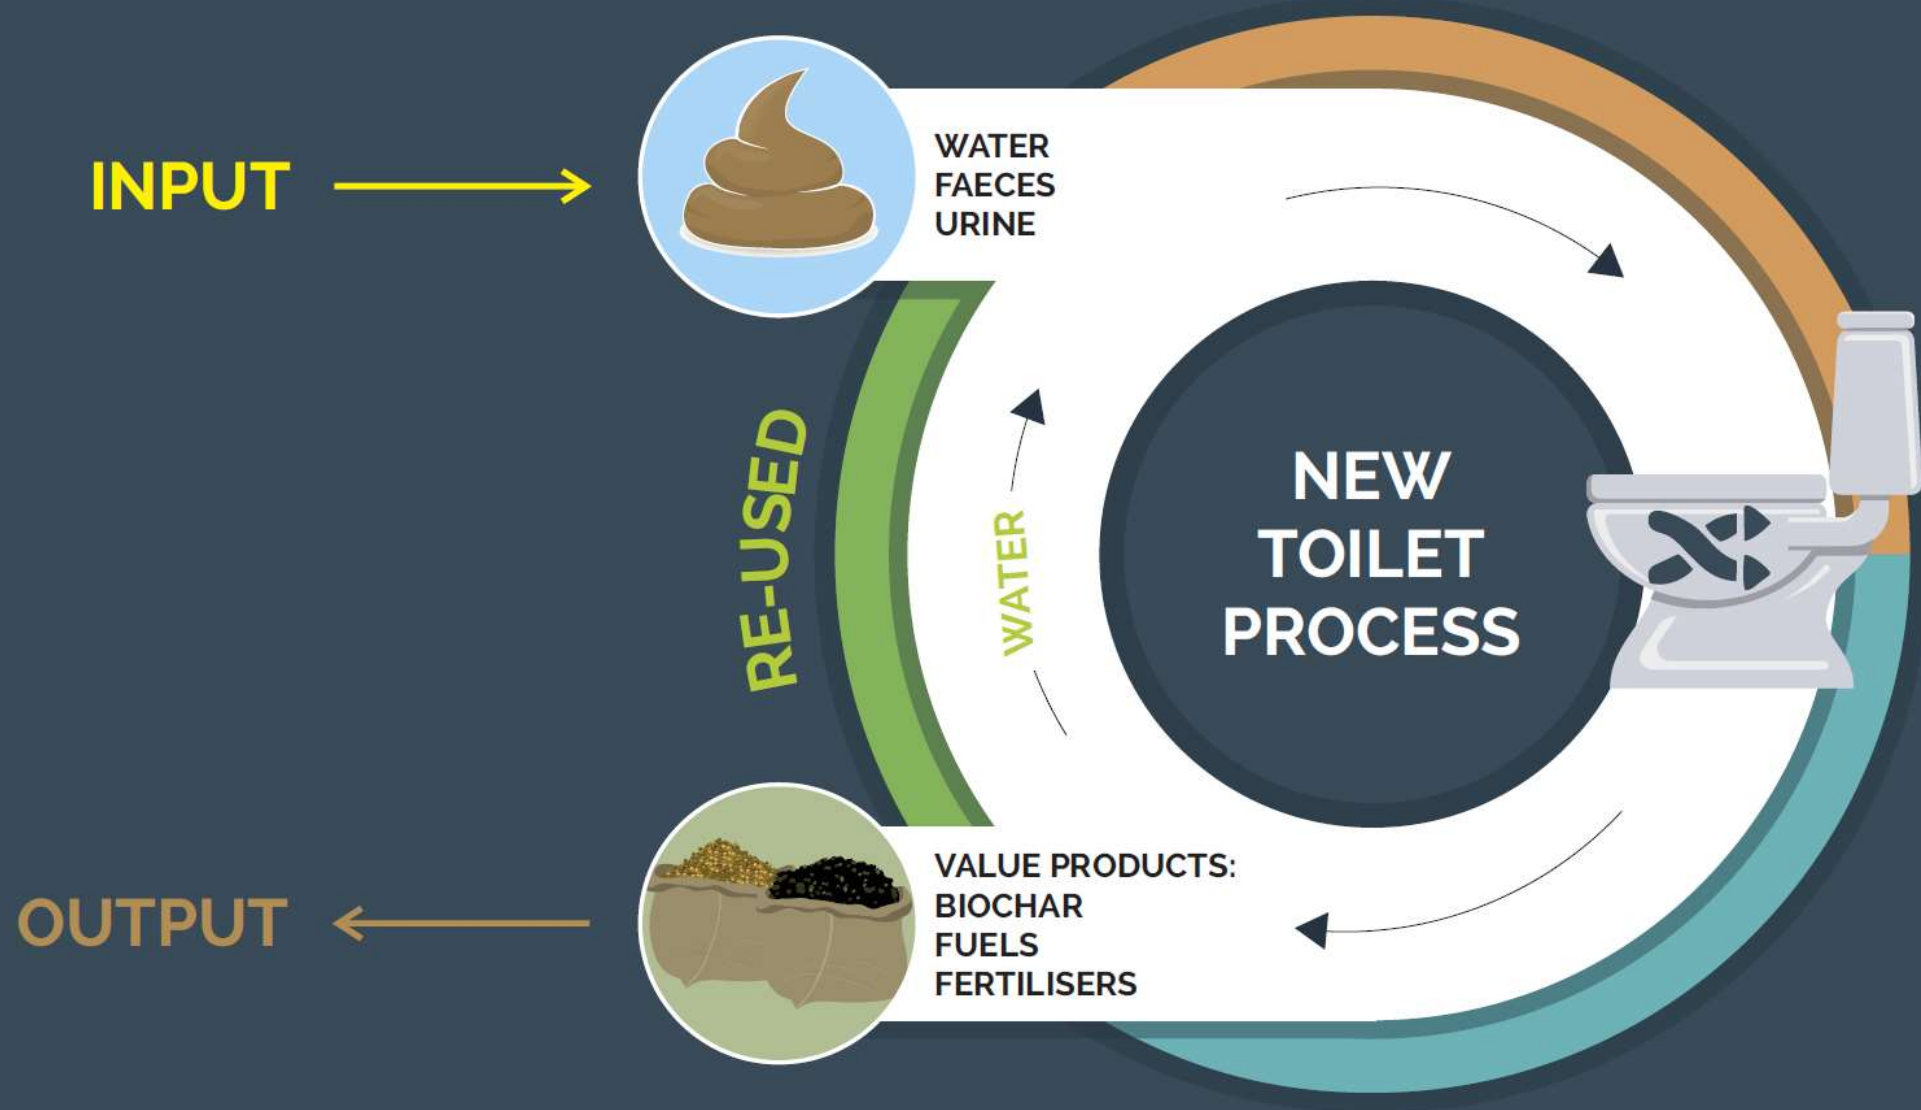 INPUT
WATER
FAECES
URINE
RE-USED
WATER
NEW
TOILET
PROCESS
OUTPUT
VALUE PRODUCTS:
BIOCHAR
FUELS
FERTILISERS